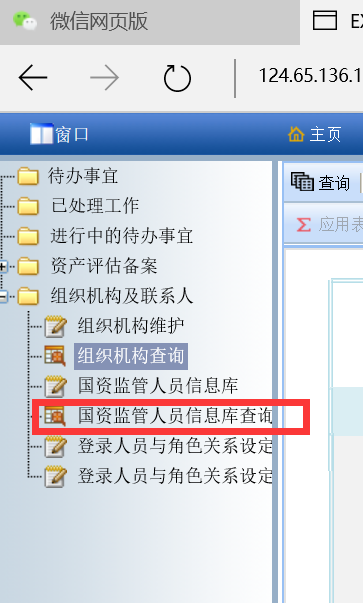 微信网页版
EX
124.65.136.1
窗口
主页
待办事宜
查询
已处理工作
应用表
进行中的待办事宜
资产评估备案
组织机构及联系人
组织机构维护
组织机构查询
国资监管人员信息库
国资监管人员信息库查询
登录人员与角色关系设定
登录人员与角色关系设定